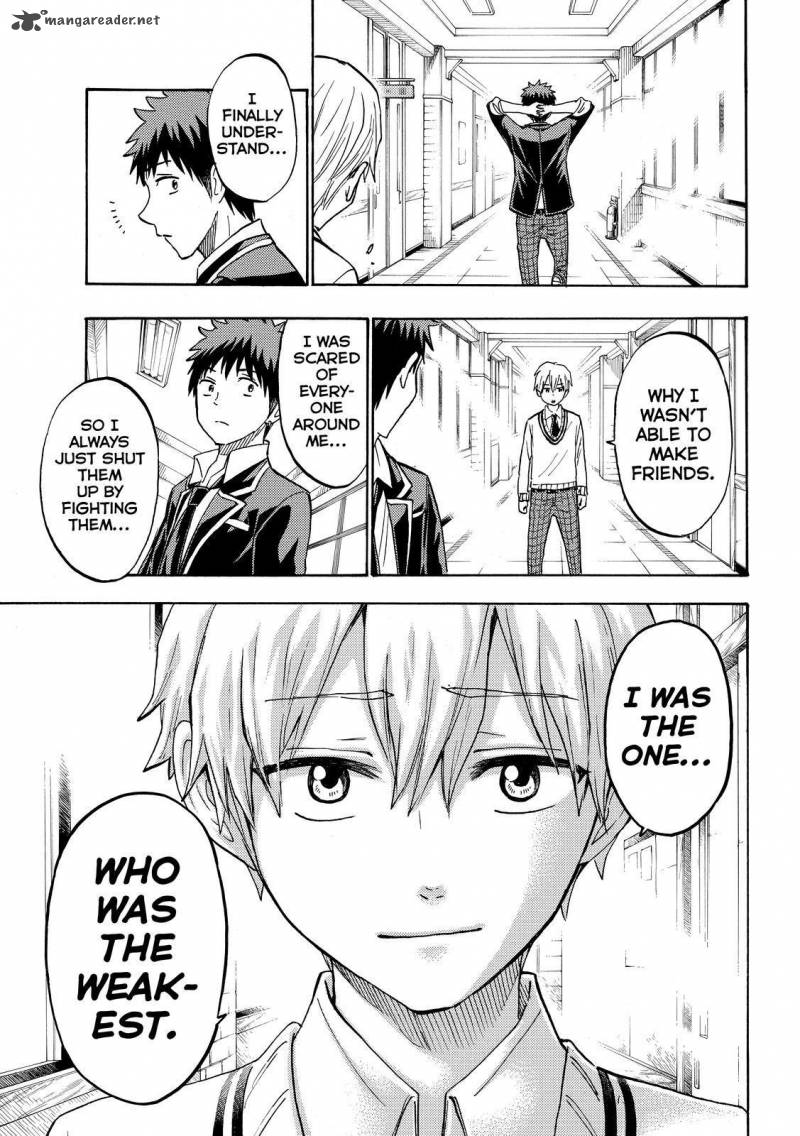 mangareader.net
I
FINALLY
UNDER-
STAND...
WHY I
WASN'T
ABLE TO
MAKE
FRIENDS.
I WAS
SCARED
OF
EVERY-
ONE
AROUND
ME...
SO I
ALWAYS
JUST SHUT
THEM
UP BY
FIGHTING
THEM...
I WAS
THE
ONE...
WHO
WAS
THE
WEAK-
EST.